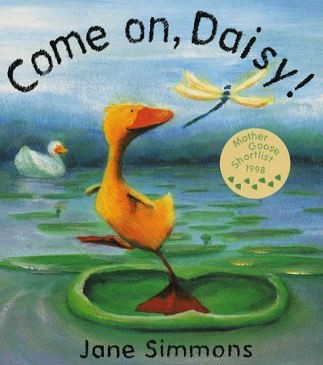 Come on, Daisy!
Mother
Goose
Shortlist
1998
Jane Simmons